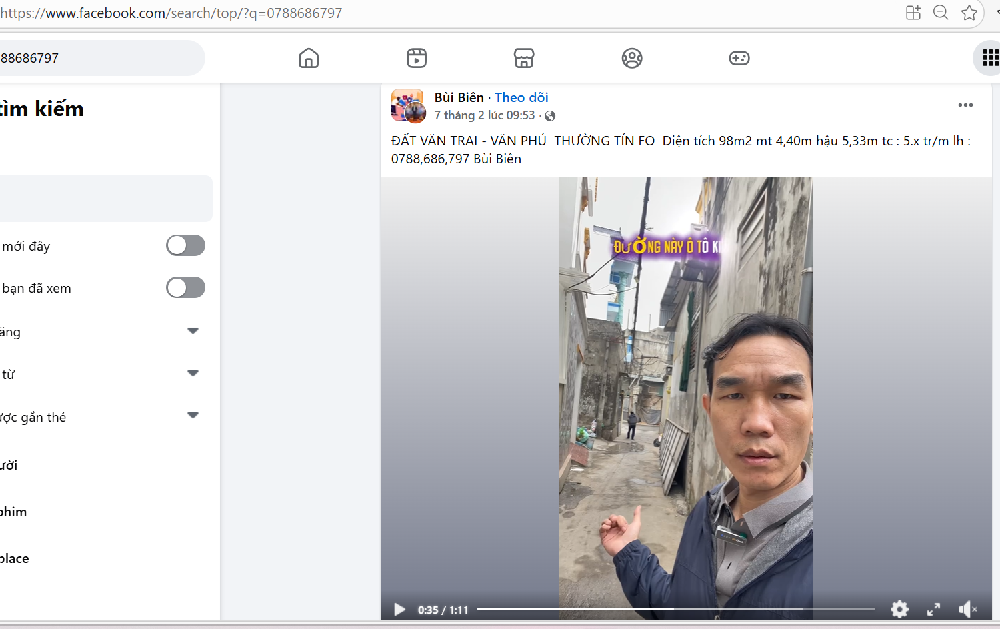 https://www.facebook.com/search/top/?q=0788686797
88686797
tìm kiếm
mới đây
bạn đã xem
ăng
từ
ược gắn thẻ
ười
phim
place
Bùi Biên · Theo dõi
7 tháng 2 lúc 09:53 ·
ĐẤT VĂN TRAI - VĂN PHÚ THƯỜNG TÍN FO Diện tích 98m2 mt 4,40m hậu 5,33m tc : 5.x tr/m lh :
0788,686,797 Bùi Biên
ĐƯỜNG NÀY Ô TÔ
0:35 / 1:11